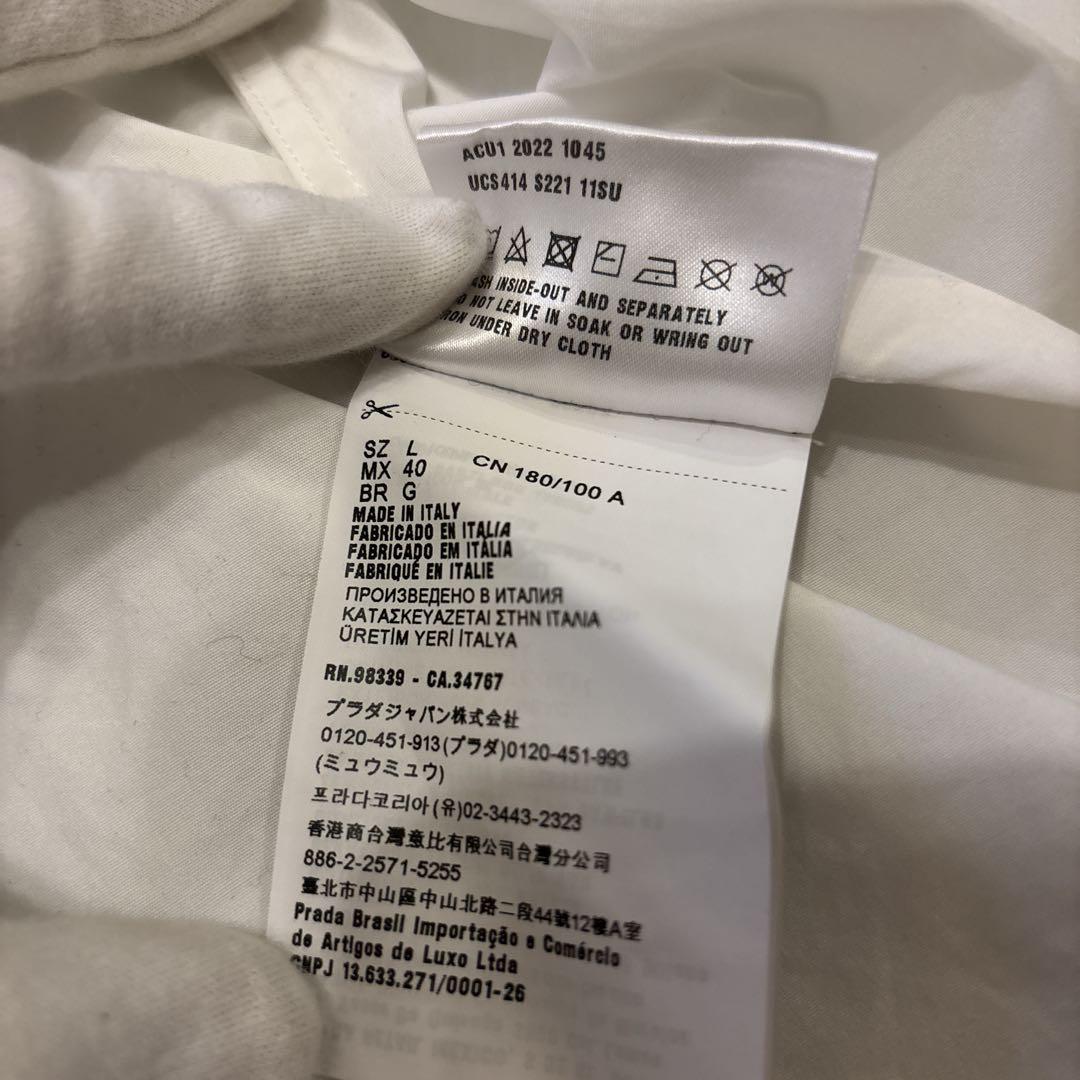 ACU1 2022 1045
UCS414 S221 11SU
INSIDE-OUT AND SEPARATELY
NOT LEAVE IN SOAK OR WRING OUT
UNDER DRY CLOTH
SZ L
MX 40
BR G
CN 180/100 A
MADE IN ITALY
FABRICADO EN ITALIA
FABRICADO EM ITÁLIA
FABRIQUÉ EN ITALIE
ПРОИЗВЕДЕНО В ИТАЛИЯ
ΚΑΤΑΣΚΕΥΑΖΕΤΑΙ ΣΤΗΝ ΙΤΑΛΙΑ
ÜRETİM YERİ İTALYA
RN.98339 - CA.34767
プラダジャパン株式会社
0120-451-913(プラダ)0120-451-993
(ミュウミュウ)
프라다코리아(유)02-3443-2323
香港商台灣意比有限公司台灣分公司
886-2-2571-5255
臺北市中山區中山北路二段44號12樓A室
Prada Brasil Importação e Comércio
de Artigos de Luxo Ltda
CNPJ 13.633.271/0001-26